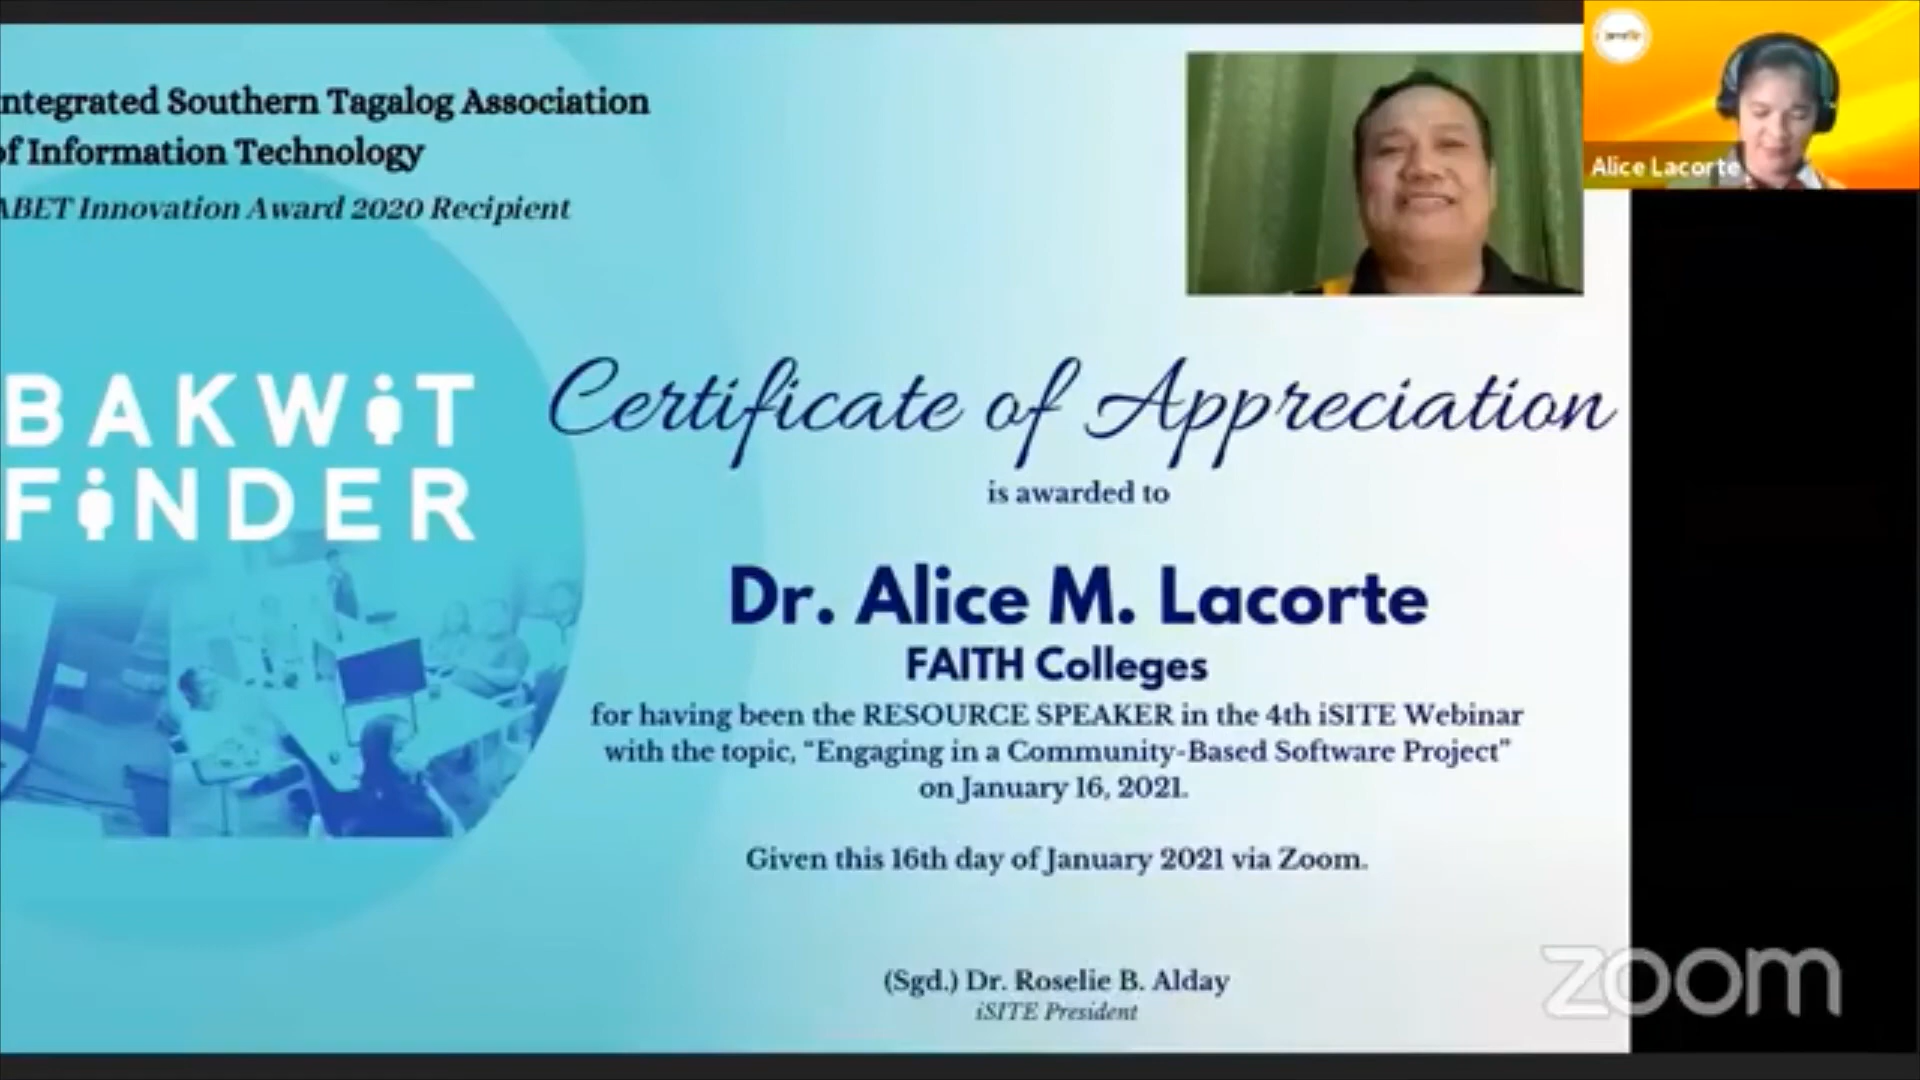 ntegrated Southern Tagalog Association
of Information Technology
ABET Innovation Award 2020 Recipient
Alice Lacorte
BAKWiT
FiNDER
Certificate of Appreciation
is awarded to
Dr. Alice M. Lacorte
FAITH Colleges
for having been the RESOURCE SPEAKER in the 4th iSITE Webinar
with the topic, “Engaging in a Community-Based Software Project”
on January 16, 2021.
Given this 16th day of January 2021 via Zoom.
(Sgd.) Dr. Roselie B. Alday
iSITE President
zoom